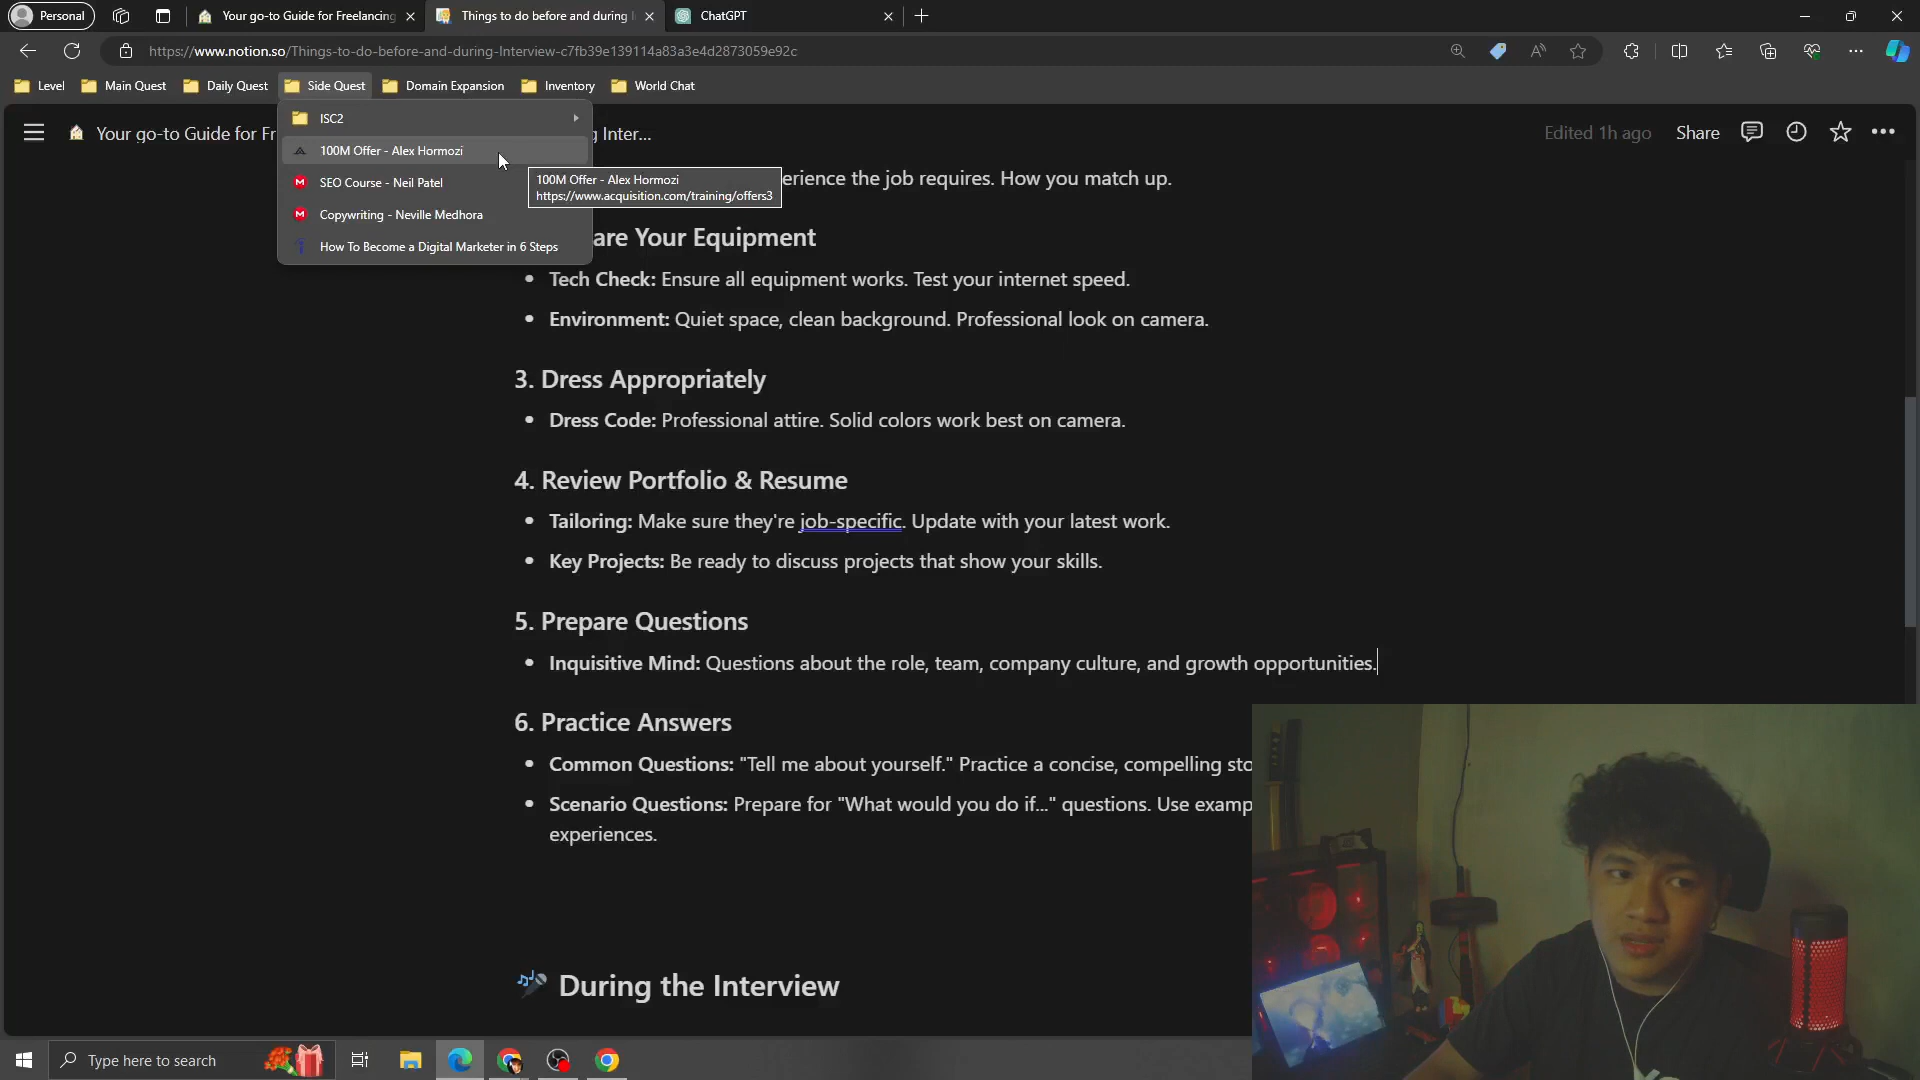 Personal
Your go-to Guide for Freelancing
Things to do before and during I
ChatGPT
https://www.notion.so/Things-to-do-before-and-during-Interview-c7fb39e139114a83a3e4d2873059e92c
Level
Main Quest
Daily Quest
Side Quest
Domain Expansion
Inventory
World Chat
ISC2
100M Offer - Alex Hormozi
SEO Course - Neil Patel
Copywriting - Neville Medhora
How To Become a Digital Marketer in 6 Steps
100M Offer - Alex Hormozi
https://www.acquisition.com/training/offers3
Your go-to Guide for Fr
g Inter...
Edited 1h ago
Share
erience the job requires. How you match up.
are Your Equipment
Tech Check: Ensure all equipment works. Test your internet speed.
Environment: Quiet space, clean background. Professional look on camera.
3. Dress Appropriately
Dress Code: Professional attire. Solid colors work best on camera.
4. Review Portfolio & Resume
Tailoring: Make sure they're job-specific. Update with your latest work.
Key Projects: Be ready to discuss projects that show your skills.
5. Prepare Questions
Inquisitive Mind: Questions about the role, team, company culture, and growth opportunities.
6. Practice Answers
Common Questions: "Tell me about yourself." Practice a concise, compelling sto
Scenario Questions: Prepare for "What would you do if..." questions. Use examp
experiences.
During the Interview
Type here to search